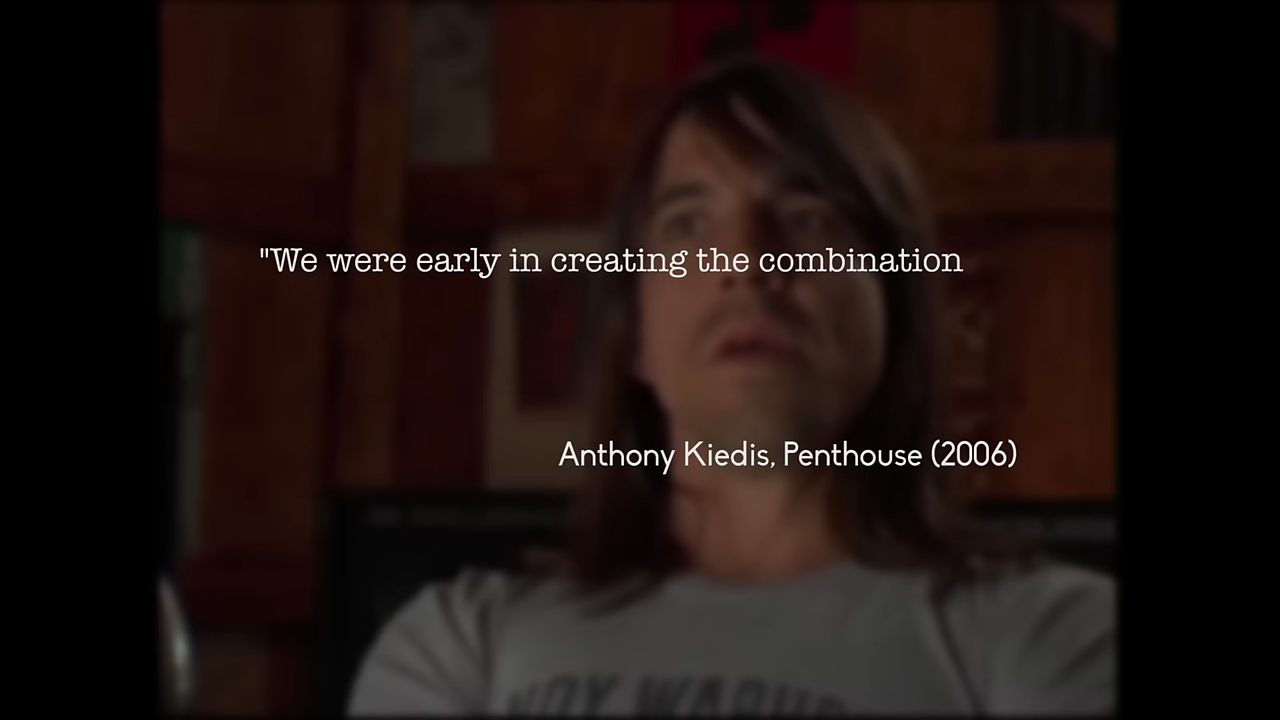 "We were early in creating the combination
Anthony Kiedis, Penthouse (2006)